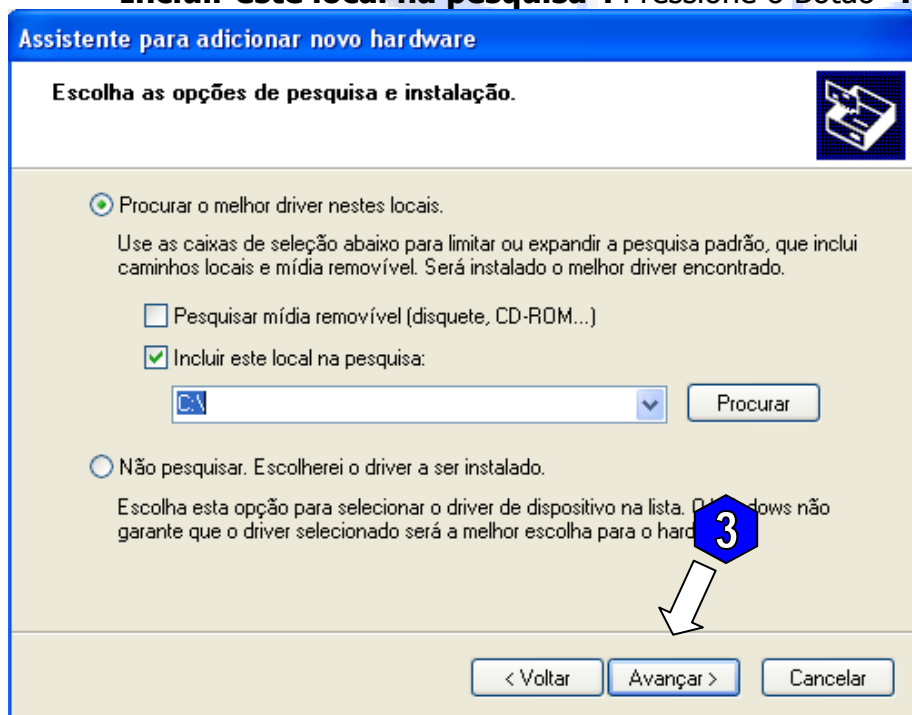 Incluir este local na pesquisa". Pressione o Botão "
Assistente para adicionar novo hardware
Escolha as opções de pesquisa e instalação.
Procurar o melhor driver nestes locais.
Use as caixas de seleção abaixo para limitar ou expandir a pesquisa padrão, que inclui
caminhos locais e mídia removível. Será instalado o melhor driver encontrado.
Pesquisar mídia removível (disquete, CD-ROM...)
Incluir este local na pesquisa:
C:\
Procurar
Não pesquisar. Escolherei o driver a ser instalado.
Escolha esta opção para selecionar o driver de dispositivo na lista. O dows não
garante que o driver selecionado será a melhor escolha para o hard
3
< Voltar
Avançar >
Cancelar